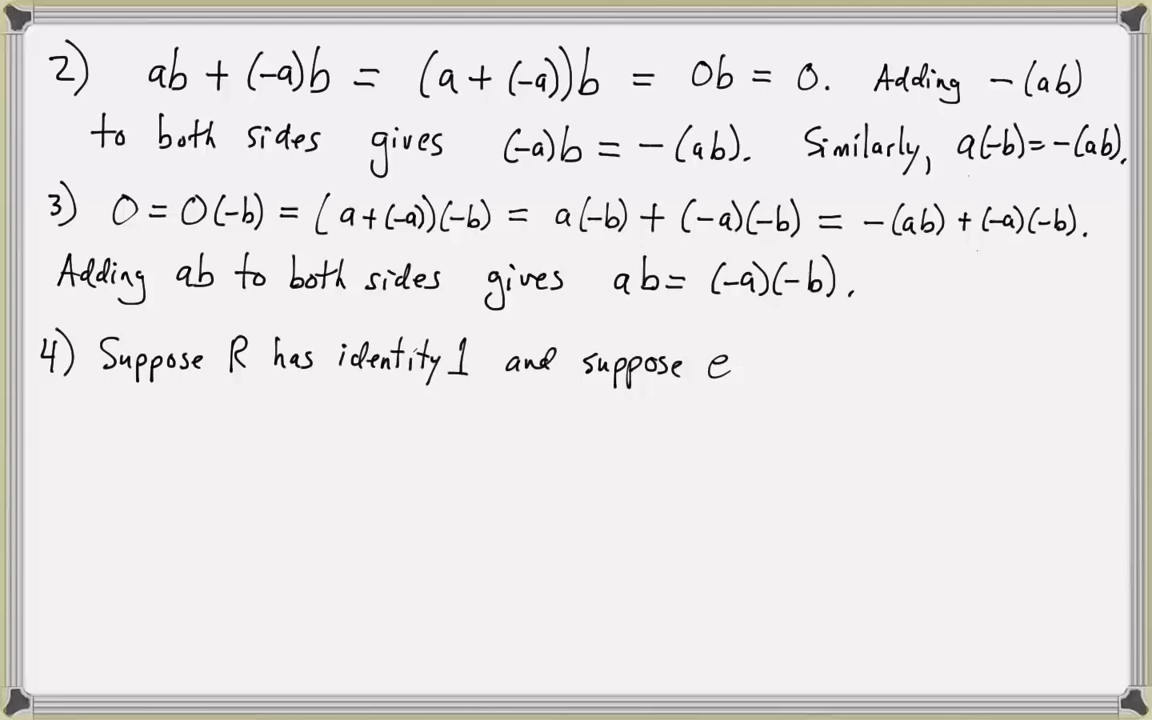 2) ab + (-a)b = (a + (-a))b = 0b = 0. Adding -(ab)
to both sides gives (-a)b = -(ab). Similarly, a(-b)=-(ab).
3) 0 = 0(-b) = (a+(-a))(-b) = a(-b) + (-a)(-b) = -(ab) + (-a)(-b).
Adding ab to both sides gives ab = (-a)(-b).
4) Suppose R has identity 1 and suppose e